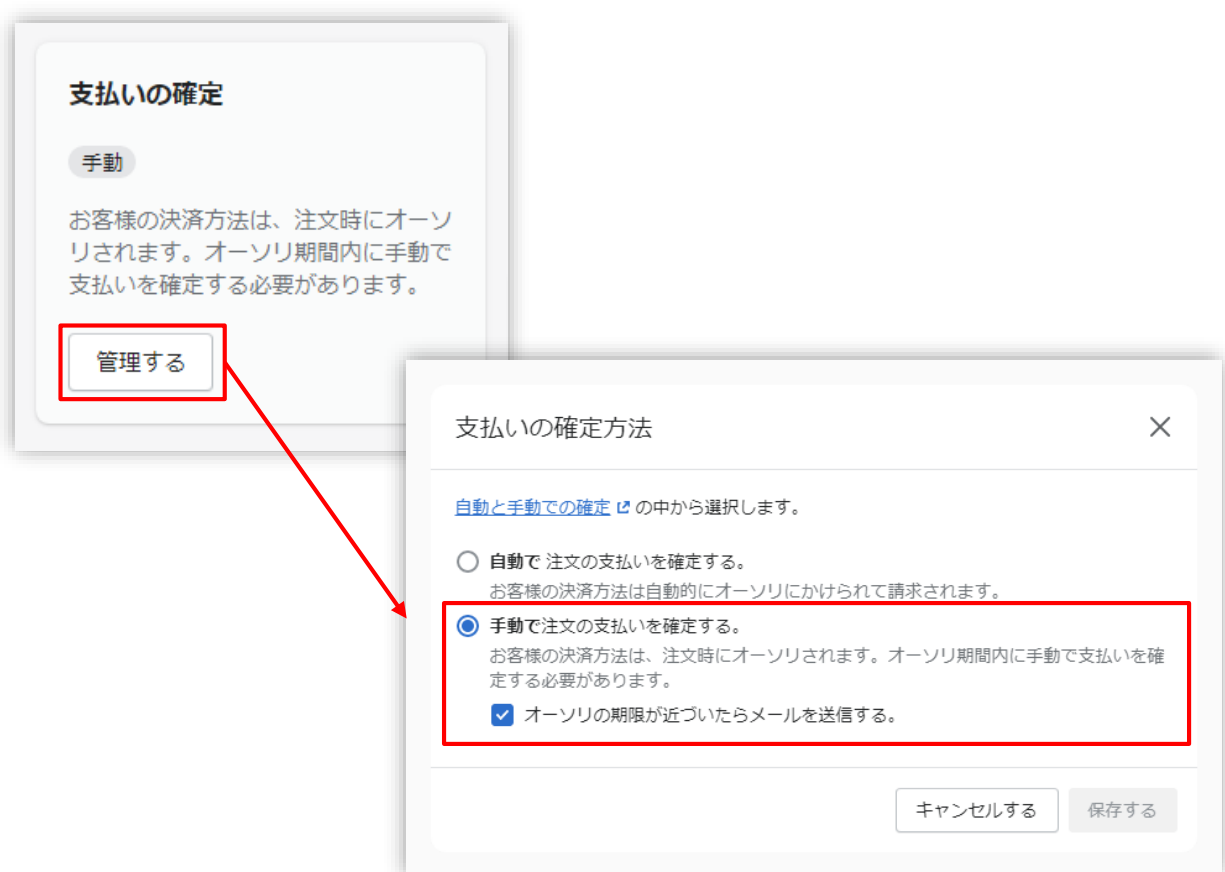 支払いの確定
手動
お客様の決済方法は、注文時にオーソ
リされます。オーソリ期間内に手動で
支払いを確定する必要があります。
管理する
支払いの確定方法
自動と手動での確定 の中から選択します。
自動で 注文の支払いを確定する。
お客様の決済方法は自動的にオーソリにかけられて請求されます。
手動で注文の支払いを確定する。
お客様の決済方法は、注文時にオーソリされます。オーソリ期間内に手動で支払いを確
定する必要があります。
オーソリの期限が近づいたらメールを送信する。
キャンセルする
保存する